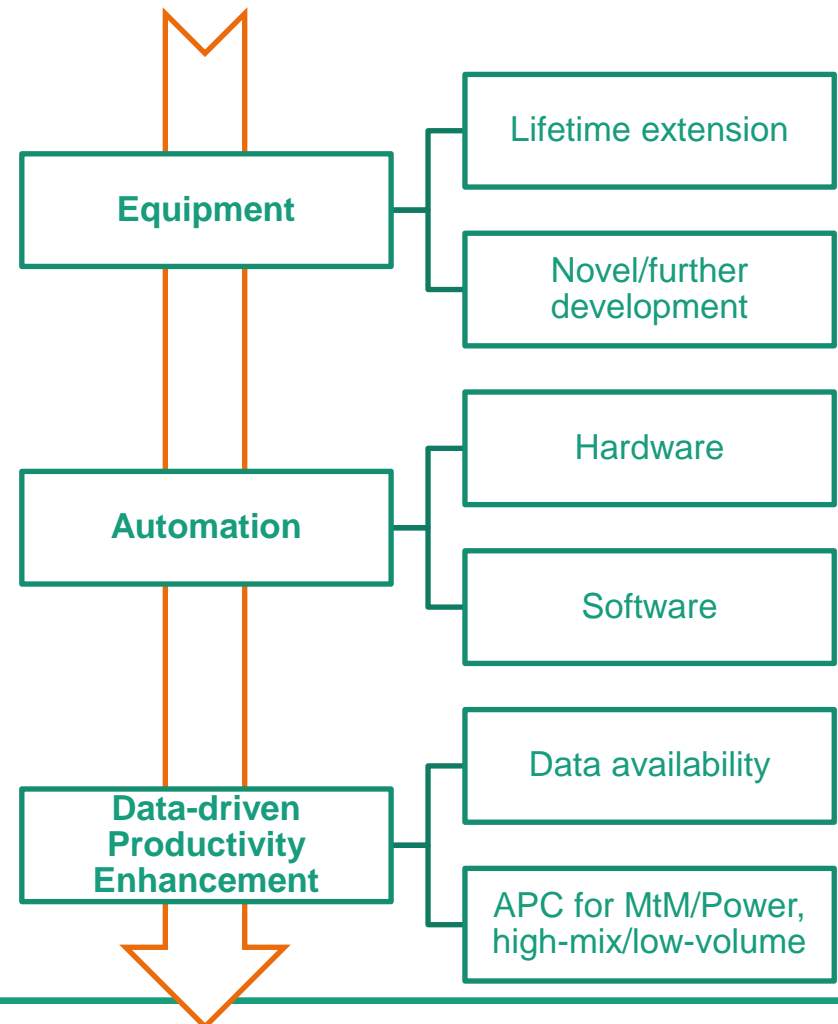 Equipment
Lifetime extension
Novel/further
development
Automation
Hardware
Software
Data-driven
Productivity
Enhancement
Data availability
APC for MtM/Power,
high-mix/low-volume